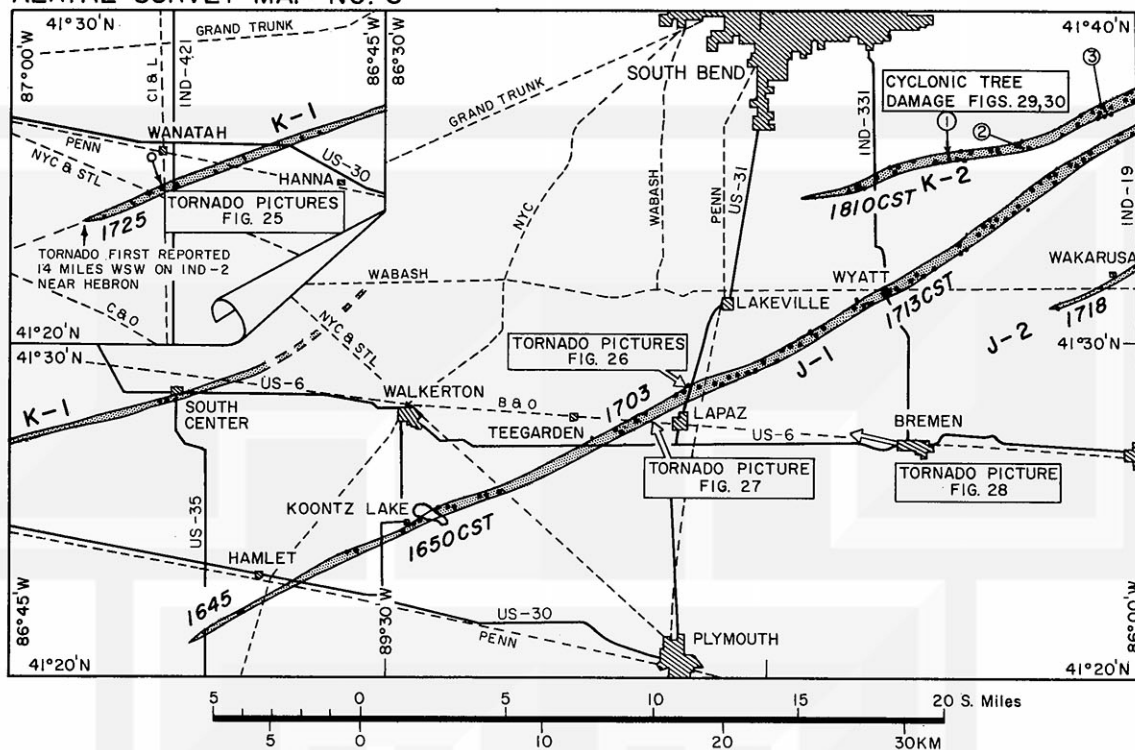 41°30'N
87°00'W
GRAND TRUNK
CI & L
IND-421
86°45'W
86°30'W
K-1
PENN
WANATAH
NYC & STL
US-30
HANNA
TORNADO PICTURES
FIG. 25
1725
TORNADO FIRST REPORTED
14 MILES WSW ON IND-2
NEAR HEBRON
C&O
41°20'N
41°40'N
SOUTH BEND
GRAND TRUNK
NYC
WABASH
PENN
US-31
IND-331
CYCLONIC TREE
DAMAGE FIGS. 29,30
1
2
3
K-2
1810CST
IND-19
WAKARUSA
1718
J-2
WABASH
WYATT
1713CST
LAKEVILLE
NYC & STL
TORNADO PICTURES
FIG. 26
J-1
41°30'N
41°30'N
US-6
WALKERTON
K-1
SOUTH
CENTER
B & O
1703
TEEGARDEN
LAPAZ
US-6
BREMEN
TORNADO PICTURE
FIG. 27
TORNADO PICTURE
FIG. 28
KOONTZ LAKE
1650CST
US-35
HAMLET
1645
86°45'W
89°30'W
US-30
PENN
PLYMOUTH
86°00'W
41°20'N
41°20'N
5 0 5 10 15 20 S. Miles
5 0 10 20 30KM